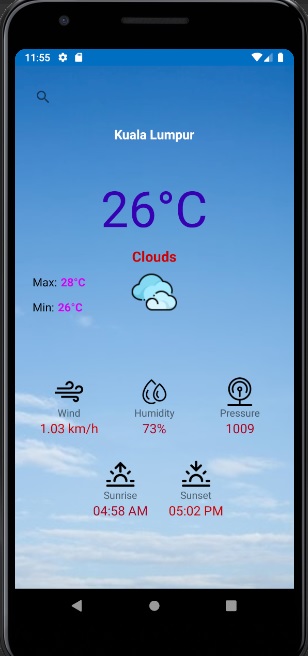 11:55
Kuala Lumpur
26°C
Clouds
Max: 28°C
Min: 26°C
Wind Humidity Pressure
1.03 km/h 73% 1009
Sunrise Sunset
04:58 AM 05:02 PM